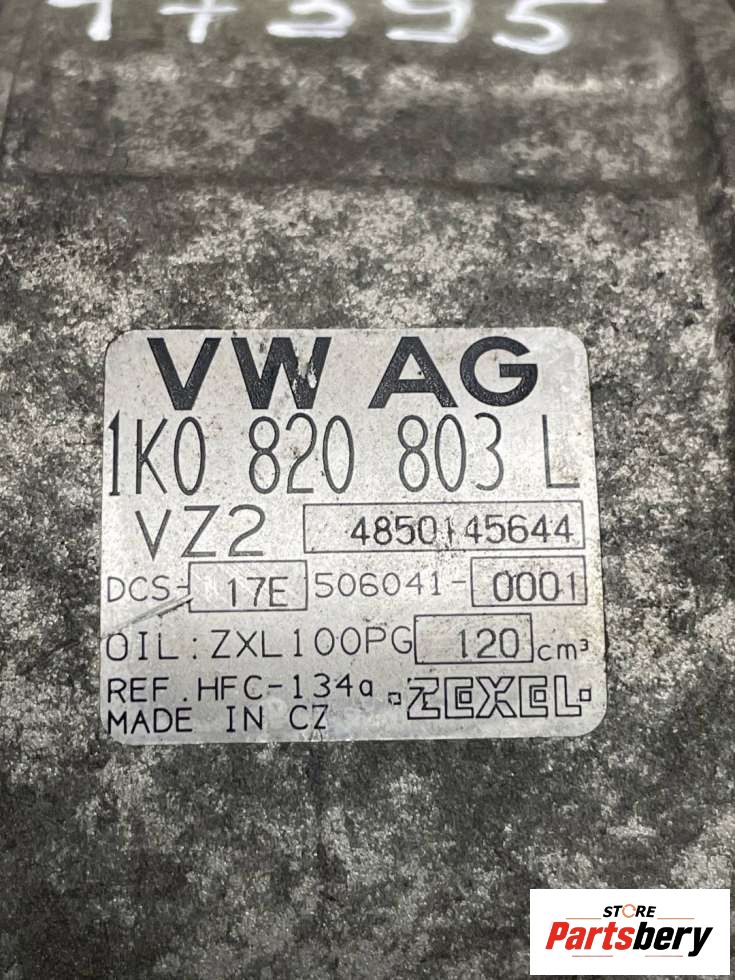 17395
VW AG
1K0 820 803 L
VZ2 4850145644
DCS-17E 506041-0001
OIL: ZXL100PG 120 cm³
REF. HFC-134a ZEXEL
MADE IN CZ
STORE
Partsbery